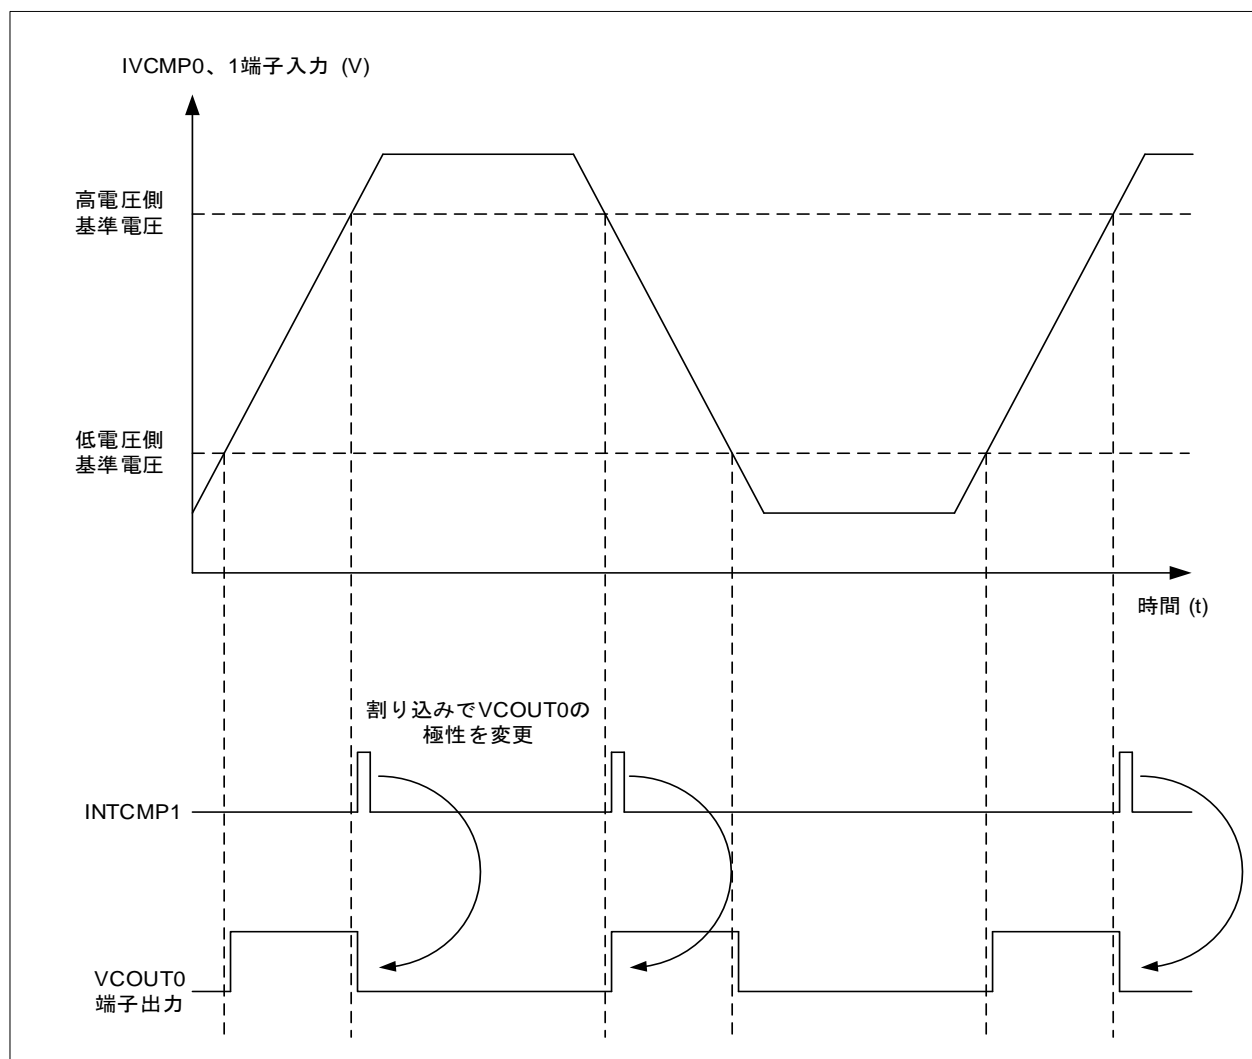 IVCMP0、1端子入力 (V)
高電圧側
基準電圧
低電圧側
基準電圧
時間 (t)
割り込みでVCOUT0の
極性を変更
INTCMP1
VCOUT0
端子出力